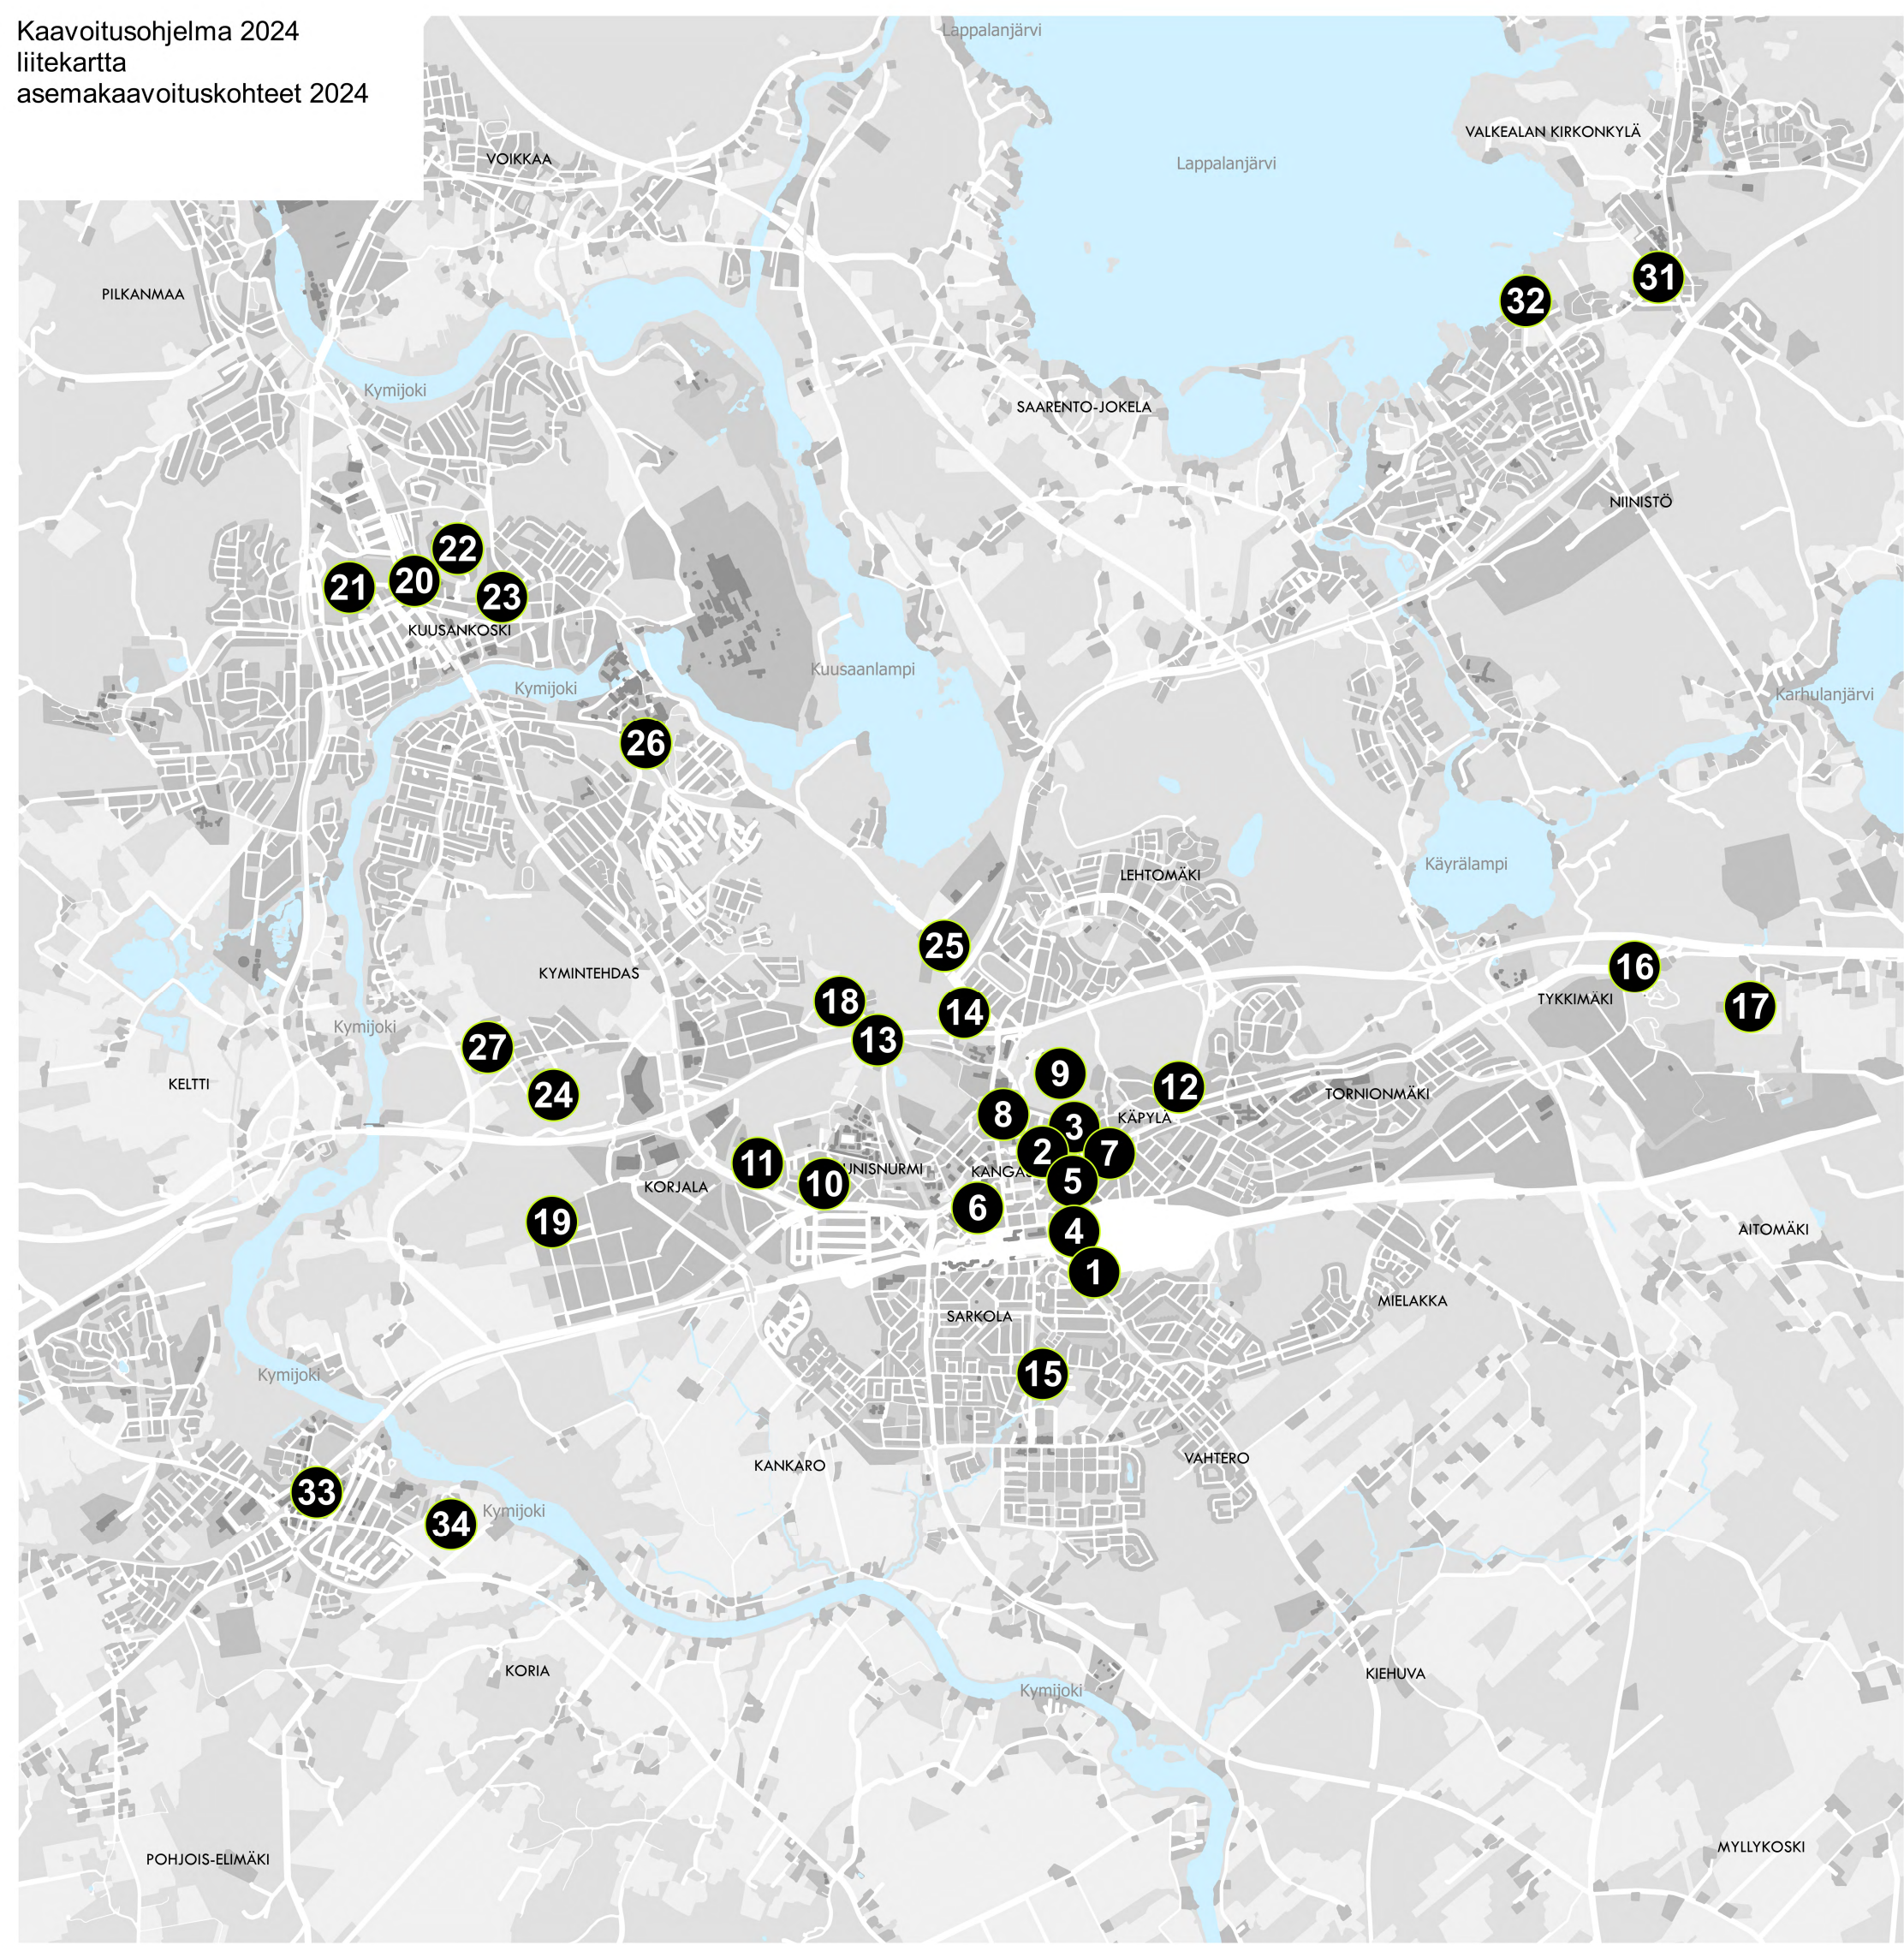 Kaavoitusohjelma 2024
liitekartta
asemakaavoituskohteet 2024
Lappalanjärvi
VALKEALAN KIRKONKYLÄ
VOIKKAA
Lappalanjärvi
31
PILKANMAA
32
Kymijoki
SAARENTO-JOKELA
NIINISTÖ
22
20
21
23
KUUSANKOSKI
Kuusaanlampi
Kymijoki
Karhulanjärvi
26
Käyrälampi
LEHTOMÄKI
25
16
KYMINTEHDAS
18
TYKKIMÄKI
17
14
Kymijoki
13
27
9
KELTTI
12
24
TORNIONMÄKI
8
KÄPYLÄ
3
2
7
11
UNISNURMI
KANGAS
10
5
KORJALA
6
19
4
AITOMÄKI
1
MIELAKKA
SARKOLA
15
Kymijoki
VAHTERO
KANKARO
33
Kymijoki
34
KORIA
KIEHUVA
Kymijoki
MYLLYKOSKI
POHJOIS-ELIMÄKI